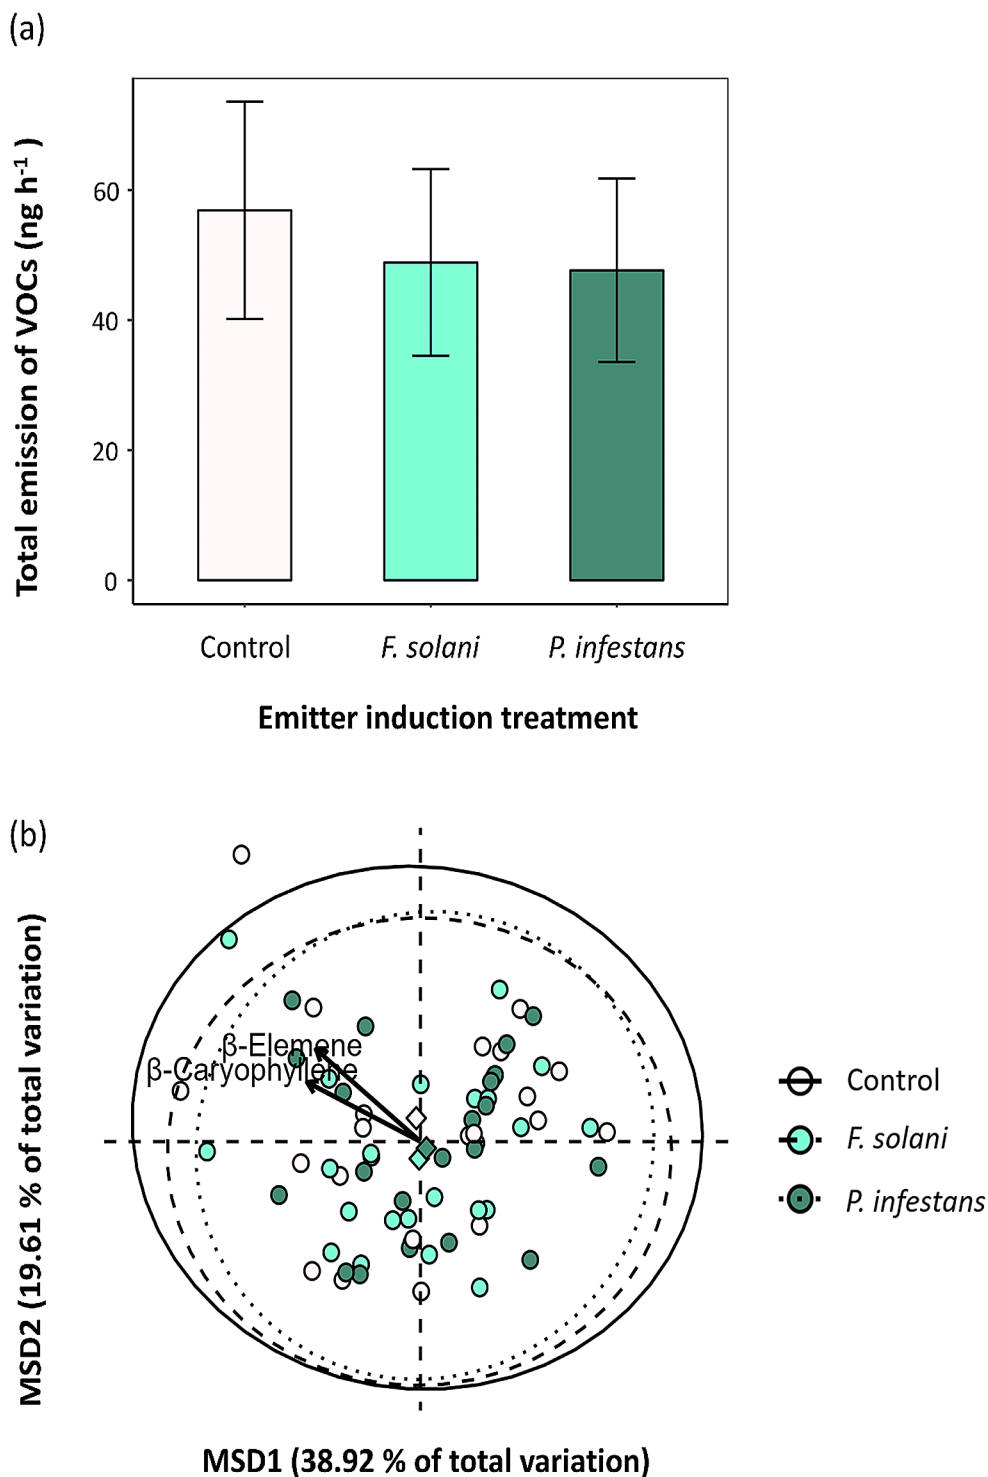 (a)
Total emission of VOCs (ng h⁻¹ )
60
40
20
0
Control
F. solani
P. infestans
Emitter induction treatment
(b)
MSD2 (19.61 % of total variation)
β-Elemene
β-Caryophyllene
Control
F. solani
P. infestans
MSD1 (38.92 % of total variation)